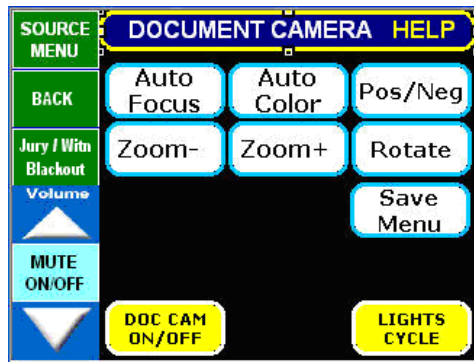 SOURCE
MENU
DOCUMENT CAMERA HELP
BACK
Auto
Focus
Auto
Color
Pos/Neg
Jury / Witn
Blackout
Zoom-
Zoom+
Rotate
Volume
Save
Menu
MUTE
ON/OFF
DOC CAM
ON/OFF
LIGHTS
CYCLE